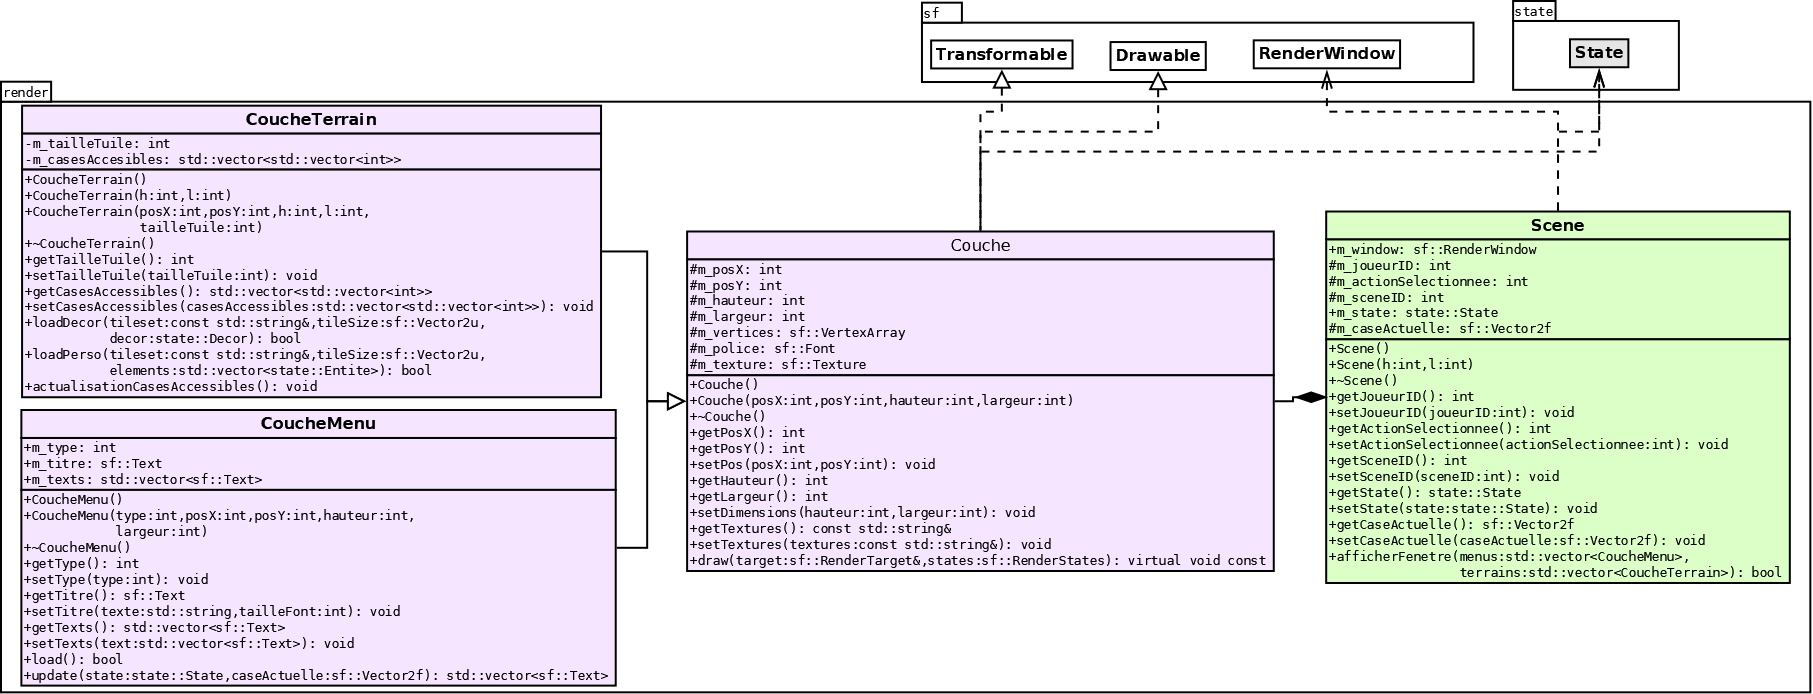 sf
Transformable
Drawable
RenderWindow
state
State
render
CoucheTerrain
-m_tailleTuile: int
-m_casesAccesibles: std::vector<std::vector<int>>
+CoucheTerrain()
+CoucheTerrain(h:int,l:int)
+CoucheTerrain(posX:int,posY:int,h:int,l:int,
tailleTuile:int)
+~CoucheTerrain()
+getTailleTuile(): int
+setTailleTuile(tailleTuile:int): void
+getCasesAccessibles(): std::vector<std::vector<int>>
+setCasesAccessibles(casesAccessibles:std::vector<std::vector<int>>): void
+loadDecor(tileset:const std::string&,tileSize:sf::Vector2u,
decor:state::Decor): bool
+loadPerso(tileset:const std::string&,tileSize:sf::Vector2u,
elements:std::vector<state::Entite>): bool
+actualisationCasesAccessibles(): void
CoucheMenu
+m_type: int
+m_titre: sf::Text
+m_texts: std::vector<sf::Text>
+CoucheMenu()
+CoucheMenu(type:int,posX:int,posY:int,hauteur:int,
largeur:int)
+~CoucheMenu()
+getType(): int
+setType(type:int): void
+getTitre(): sf::Text
+setTitre(texte:std::string,tailleFont:int): void
+getTexts(): std::vector<sf::Text>
+setTexts(text:std::vector<sf::Text>): void
+load(): bool
+update(state:state::State,caseActuelle:sf::Vector2f): std::vector<sf::Text>
Couche
#m_posX: int
#m_posY: int
#m_hauteur: int
#m_largeur: int
#m_vertices: sf::VertexArray
#m_police: sf::Font
#m_texture: sf::Texture
+Couche()
+Couche(posX:int,posY:int,hauteur:int,largeur:int)
+~Couche()
+getPosX(): int
+getPosY(): int
+setPos(posX:int,posY:int): void
+getHauteur(): int
+getLargeur(): int
+setDimensions(hauteur:int,largeur:int): void
+getTextures(): const std::string&
+setTextures(textures:const std::string&): void
+draw(target:sf::RenderTarget&,states:sf::RenderStates): virtual void const
Scene
+m_window: sf::RenderWindow
#m_joueurID: int
#m_actionSelectionnee: int
#m_sceneID: int
+m_state: state::State
#m_caseActuelle: sf::Vector2f
+Scene()
+Scene(h:int,l:int)
+~Scene()
+getJoueurID(): int
+setJoueurID(joueurID:int): void
+getActionSelectionnee(): int
+setActionSelectionnee(actionSelectionnee:int): void
+getSceneID(): int
+setSceneID(sceneID:int): void
+getState(): state::State
+setState(state:state::State): void
+getCaseActuelle(): sf::Vector2f
+setCaseActuelle(caseActuelle:sf::Vector2f): void
+afficherFenetre(menus:std::vector<CoucheMenu>,
terrains:std::vector<CoucheTerrain>): bool